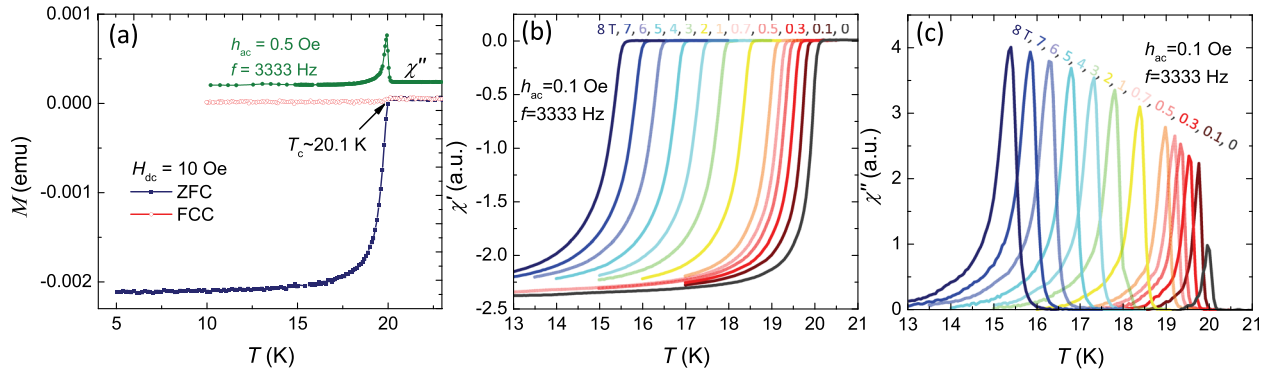 (a)
h_ac = 0.5 Oe
f = 3333 Hz
χ''
T_c~20.1 K
H_dc = 10 Oe
ZFC
FCC
0.001
0.000
-0.001
-0.002
M (emu)
5 10 15 20
T (K)
(b)
8 T, 7, 6, 5, 4, 3, 2, 1, 0.7, 0.5, 0.3, 0.1, 0
h_ac=0.1 Oe
f=3333 Hz
0.0
-0.5
-1.0
-1.5
-2.0
-2.5
χ' (a.u.)
13 14 15 16 17 18 19 20 21
T (K)
(c)
8 T, 7, 6, 5, 4, 3, 2, 1, 0.7, 0.5, 0.3, 0.1, 0
h_ac=0.1 Oe
f=3333 Hz
4
3
2
1
0
χ'' (a.u.)
13 14 15 16 17 18 19 20 21
T (K)